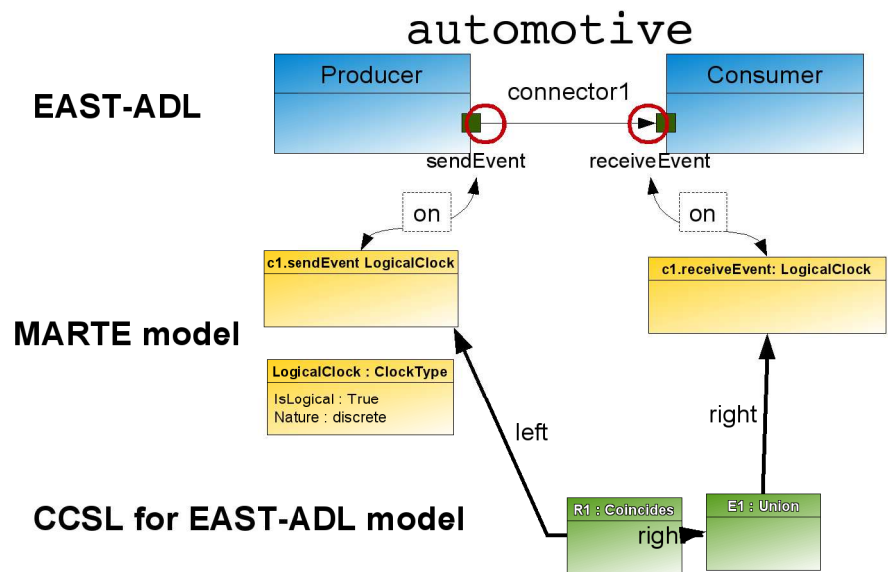 automotive
Producer
Consumer
EAST-ADL
connector1
sendEvent
receiveEvent
on
on
c1.sendEvent LogicalClock
c1.receiveEvent: LogicalClock
MARTE model
LogicalClock : ClockType
IsLogical : True
Nature : discrete
left
right
R1 : Coincides
E1 : Union
CCSL for EAST-ADL model
right